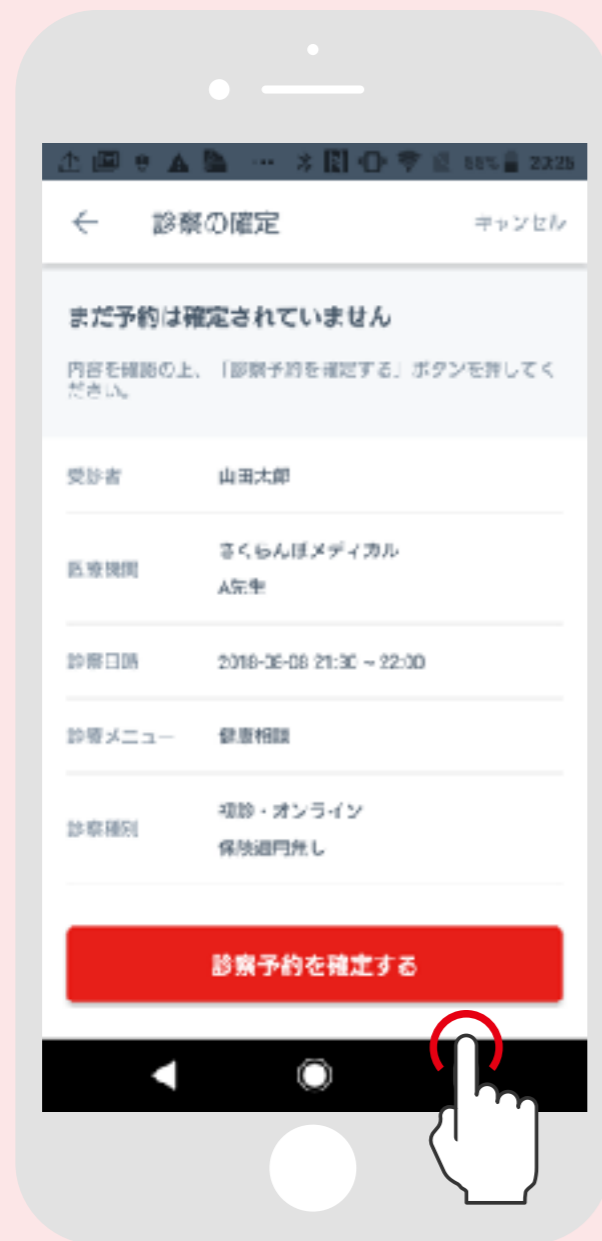 88% 20:25
診察の確定 キャンセル
まだ予約は確定されていません
内容を確認の上、「診察予約を確定する」ボタンを押してく
ださい。
受診者 山田太郎
医療機関 さくらんぼメディカル
A先生
診察日時 2018-08-08 21:30 ~ 22:00
診療メニュー 健康相談
診察種別 初診・オンライン
保険適用無し
診察予約を確定する